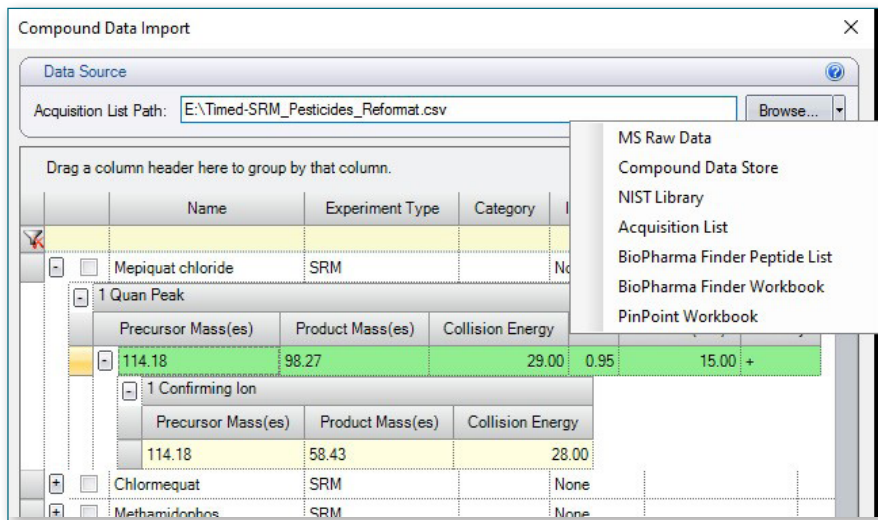 Compound Data Import
Data Source
Acquisition List Path: E:\Timed-SRM_Pesticides_Reformat.csv Browse...
MS Raw Data
Compound Data Store
NIST Library
Acquisition List
BioPharma Finder Peptide List
BioPharma Finder Workbook
PinPoint Workbook
Drag a column header here to group by that column.
Name Experiment Type Category
Mepiquat chloride SRM
1 Quan Peak
Precursor Mass(es) Product Mass(es) Collision Energy
114.18 98.27 29.00 0.95 15.00 +
1 Confirming Ion
Precursor Mass(es) Product Mass(es) Collision Energy
114.18 58.43 28.00
Chlormequat SRM None
Methamidophos SRM None